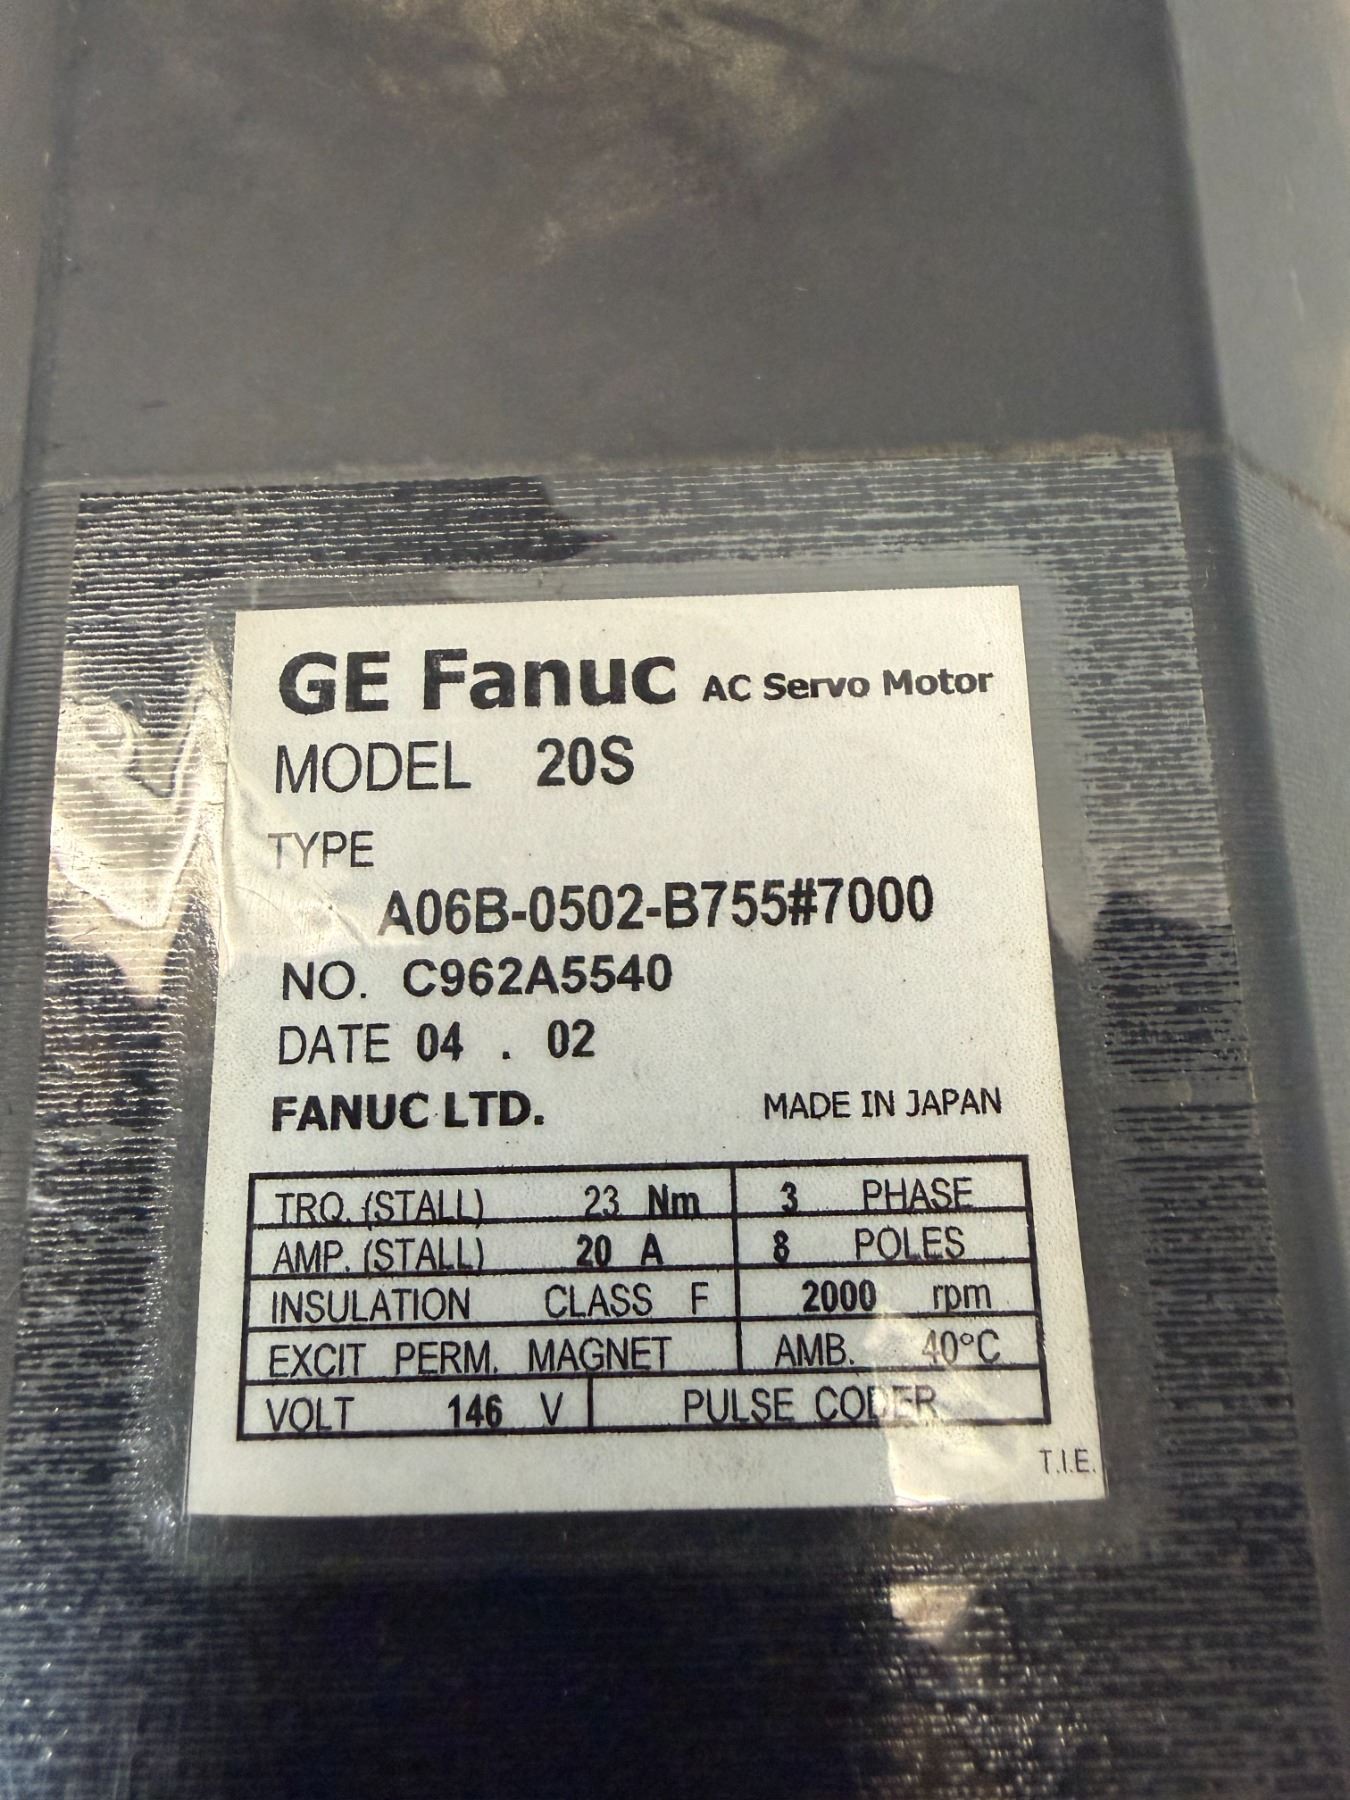 GE Fanuc AC Servo Motor
MODEL 20S
TYPE
A06B-0502-B755#7000
NO. C962A5540
DATE 04 . 02
FANUC LTD. MADE IN JAPAN
TRQ. (STALL) 23 Nm 3 PHASE
AMP. (STALL) 20 A 8 POLES
INSULATION CLASS F 2000 rpm
EXCIT PERM. MAGNET AMB. 40°C
VOLT 146 V PULSE CODER
T.I.E.